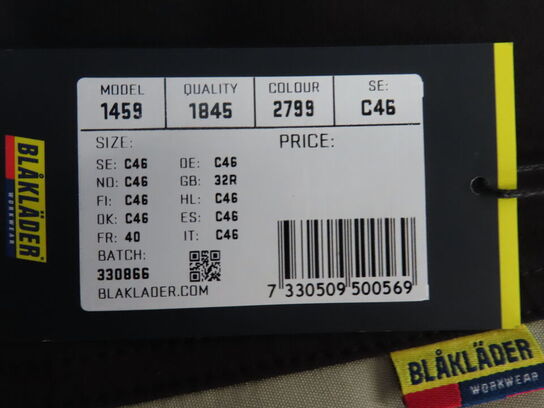 MODEL QUALITY COLOUR SE:
1459 1845 2799 C46
SIZE: PRICE:
SE: C46 DE: C46
NO: C46 GB: 32R
FI: C46 NL: C46
DK: C46 ES: C46
FR: 40 IT: C46
BATCH:
330866
BLAKLADER.COM
7 330509 500569
BLÅKLÄDER
WORKWEAR
BLÅKLÄDER
WORKWEAR